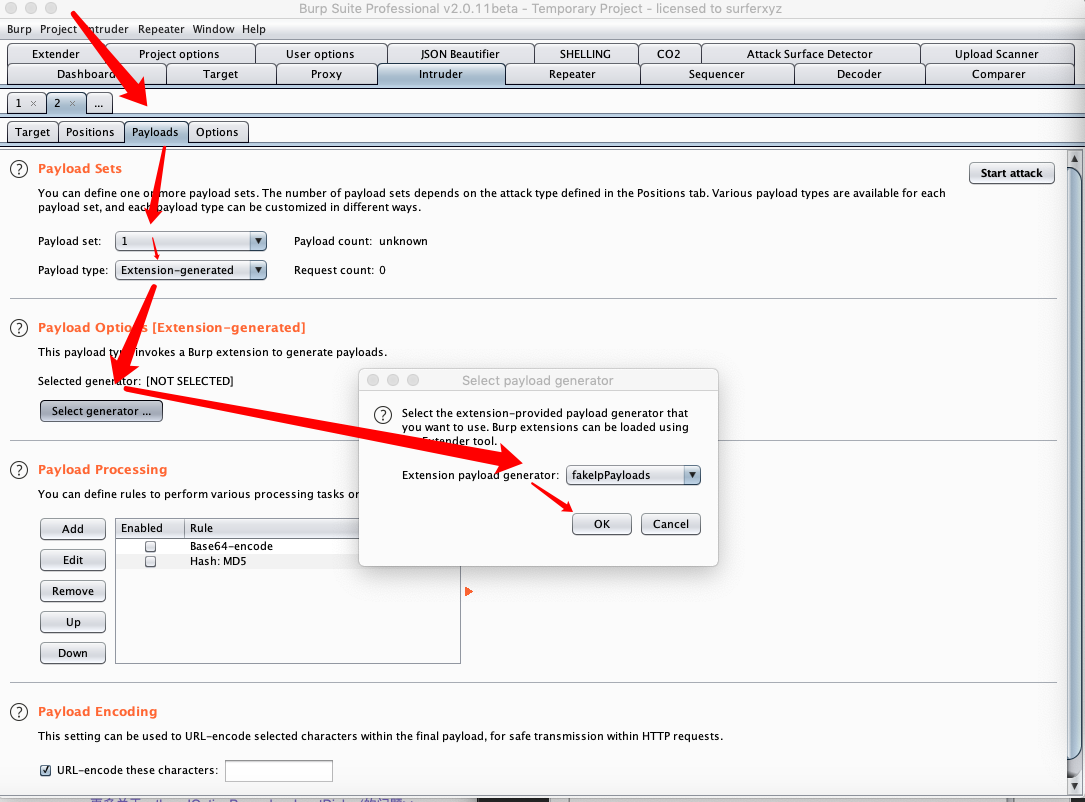 Burp Suite Professional v2.0.11beta - Temporary Project - licensed to surferxyz
Burp Project Intruder Repeater Window Help
Extender Project options User options JSON Beautifier SHELLING CO2 Attack Surface Detector Upload Scanner
Dashboard Target Proxy Intruder Repeater Sequencer Decoder Comparer
1 × 2 × ...
Target Positions Payloads Options
? Payload Sets
Start attack
You can define one or more payload sets. The number of payload sets depends on the attack type defined in the Positions tab. Various payload types are available for each
payload set, and each payload type can be customized in different ways.
Payload set: 1 Payload count: unknown
Payload type: Extension-generated Request count: 0
? Payload Options [Extension-generated]
This payload type invokes a Burp extension to generate payloads.
Selected generator: [NOT SELECTED]
Select generator ...
Select payload generator
? Select the extension-provided payload generator that
you want to use. Burp extensions can be loaded using
Extender tool.
Extension payload generator: fakeIpPayloads
OK Cancel
? Payload Processing
You can define rules to perform various processing tasks on
Add Enabled Rule
Edit Base64-encode
Remove Hash: MD5
Up
Down
? Payload Encoding
This setting can be used to URL-encode selected characters within the final payload, for safe transmission within HTTP requests.
URL-encode these characters: